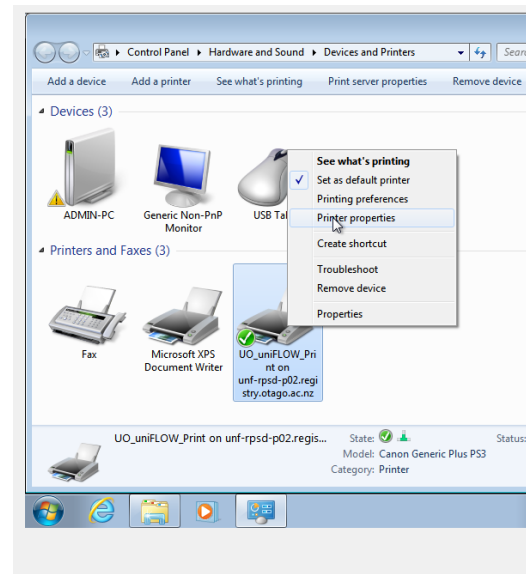 Control Panel ▸ Hardware and Sound ▸ Devices and Printers
Sear
Add a device Add a printer See what's printing Print server properties Remove device
Devices (3)
See what's printing
Set as default printer
Printing preferences
Printer properties
Create shortcut
Troubleshoot
Remove device
Properties
ADMIN-PC
Generic Non-PnP
Monitor
USB Ta
Printers and Faxes (3)
Fax
Microsoft XPS
Document Writer
UO_uniFLOW_Pri
nt on
unf-rpsd-p02.regi
stry.otago.ac.nz
UO_uniFLOW_Print on unf-rpsd-p02.regis...
State:
Status:
Model: Canon Generic Plus PS3
Category: Printer